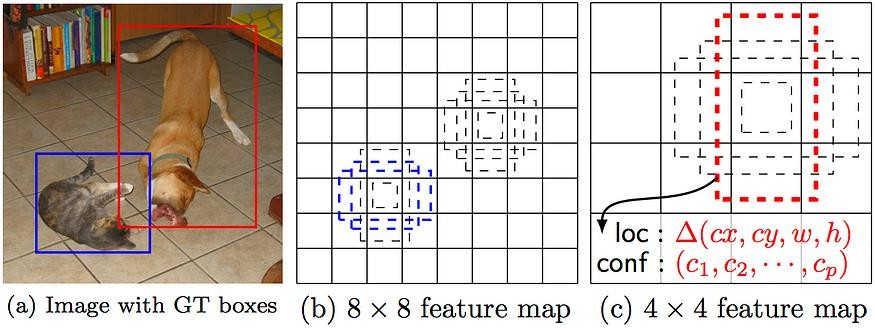 loc : Δ(cx, cy, w, h)
conf : (c₁, c₂, ⋯, cₚ)
(a) Image with GT boxes
(b) 8 × 8 feature map
(c) 4 × 4 feature map